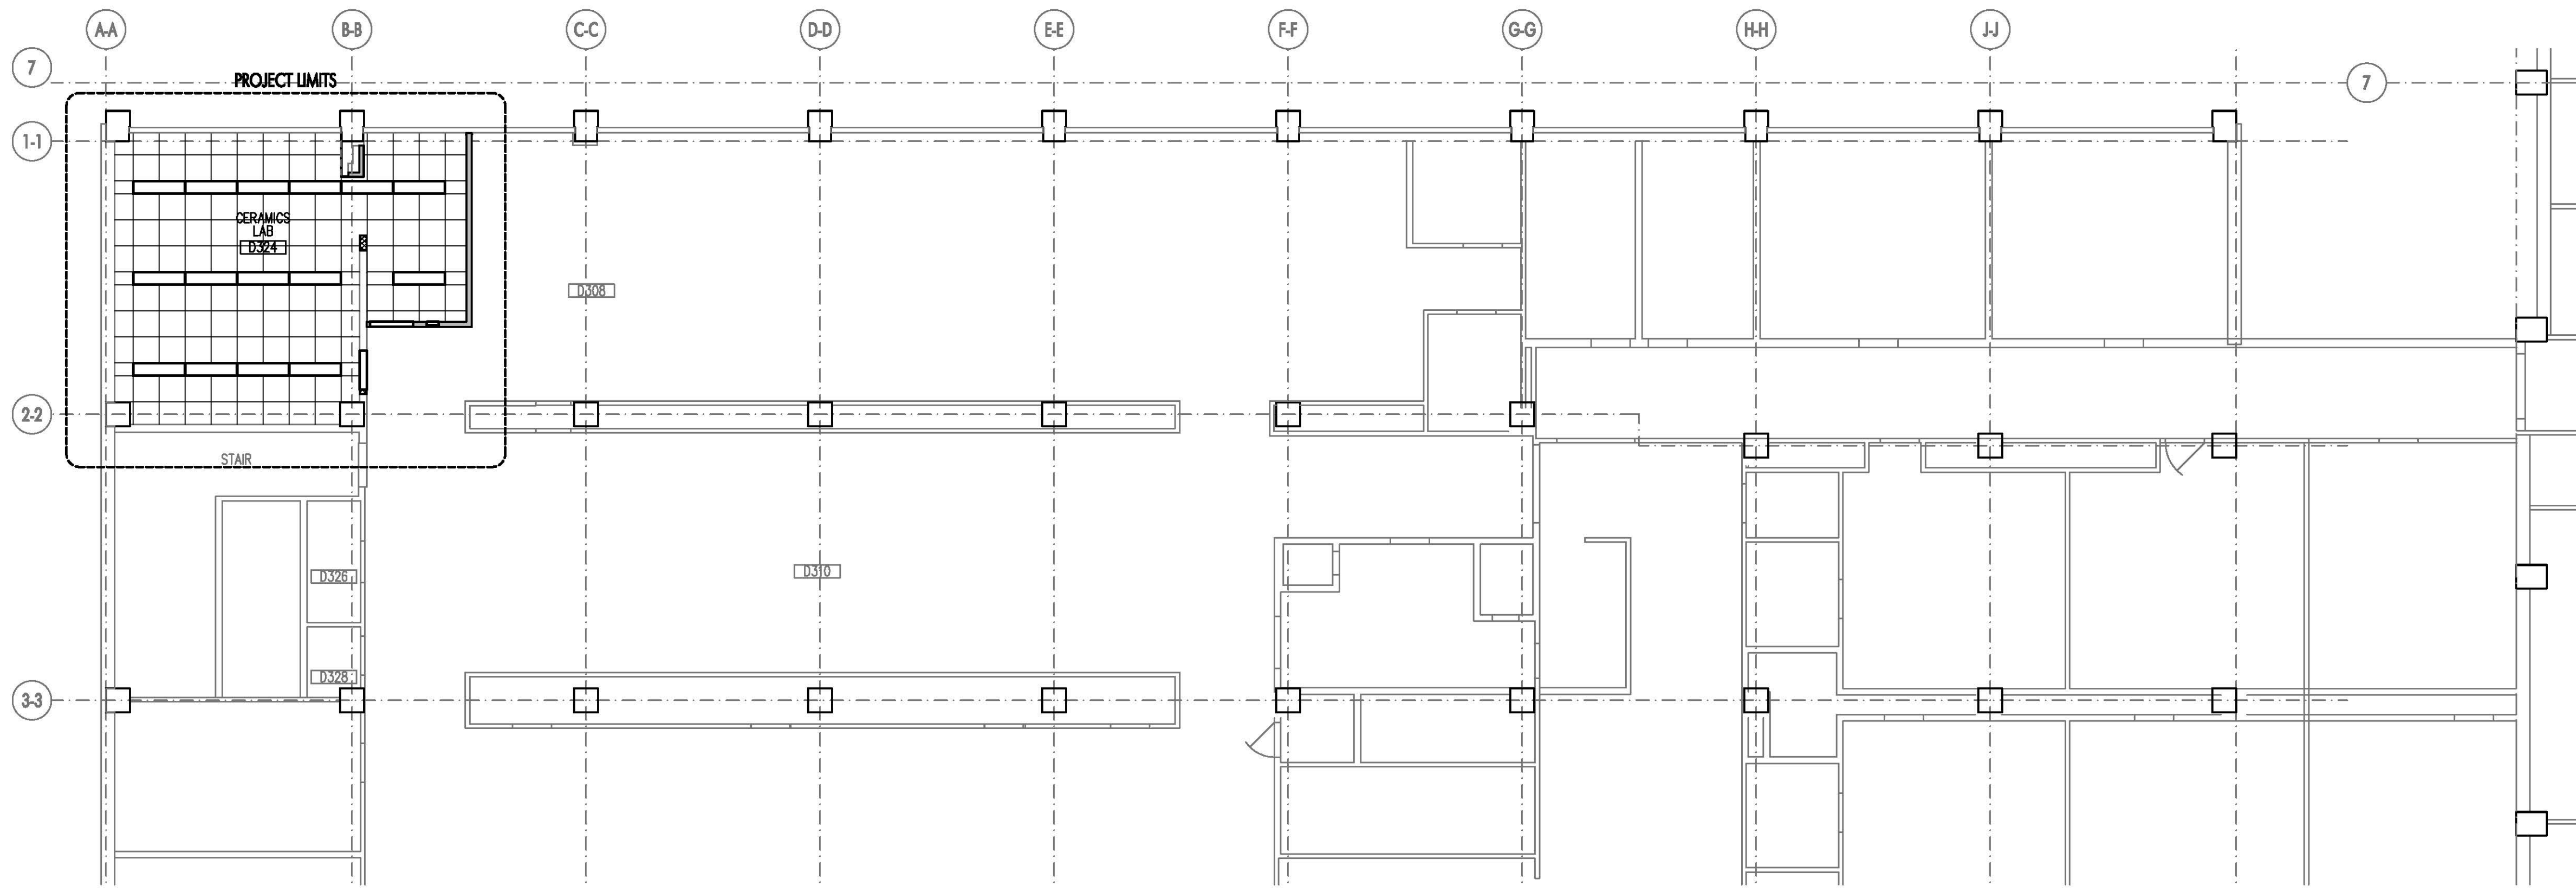 A-A
B-B
C-C
D-D
E-E
F-F
G-G
H-H
J-J
7
PROJECT LIMITS
7
1-1
CERAMICS
LAB
D324
D308
2-2
STAIR
D326
D310
D328
3-3